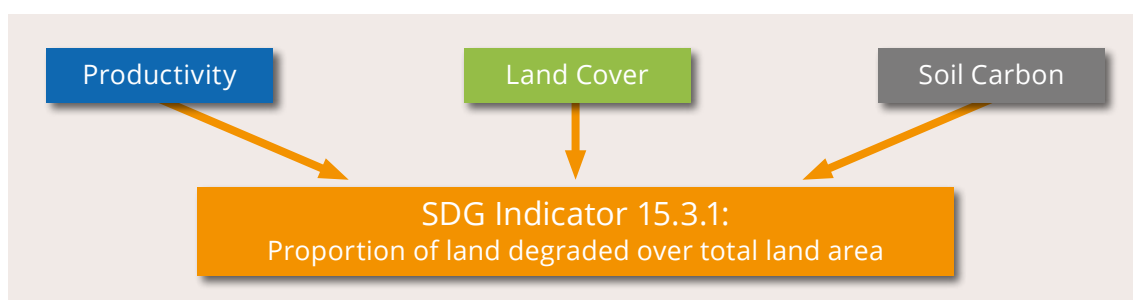 Productivity
Land Cover
Soil Carbon
SDG Indicator 15.3.1:
Proportion of land degraded over total land area